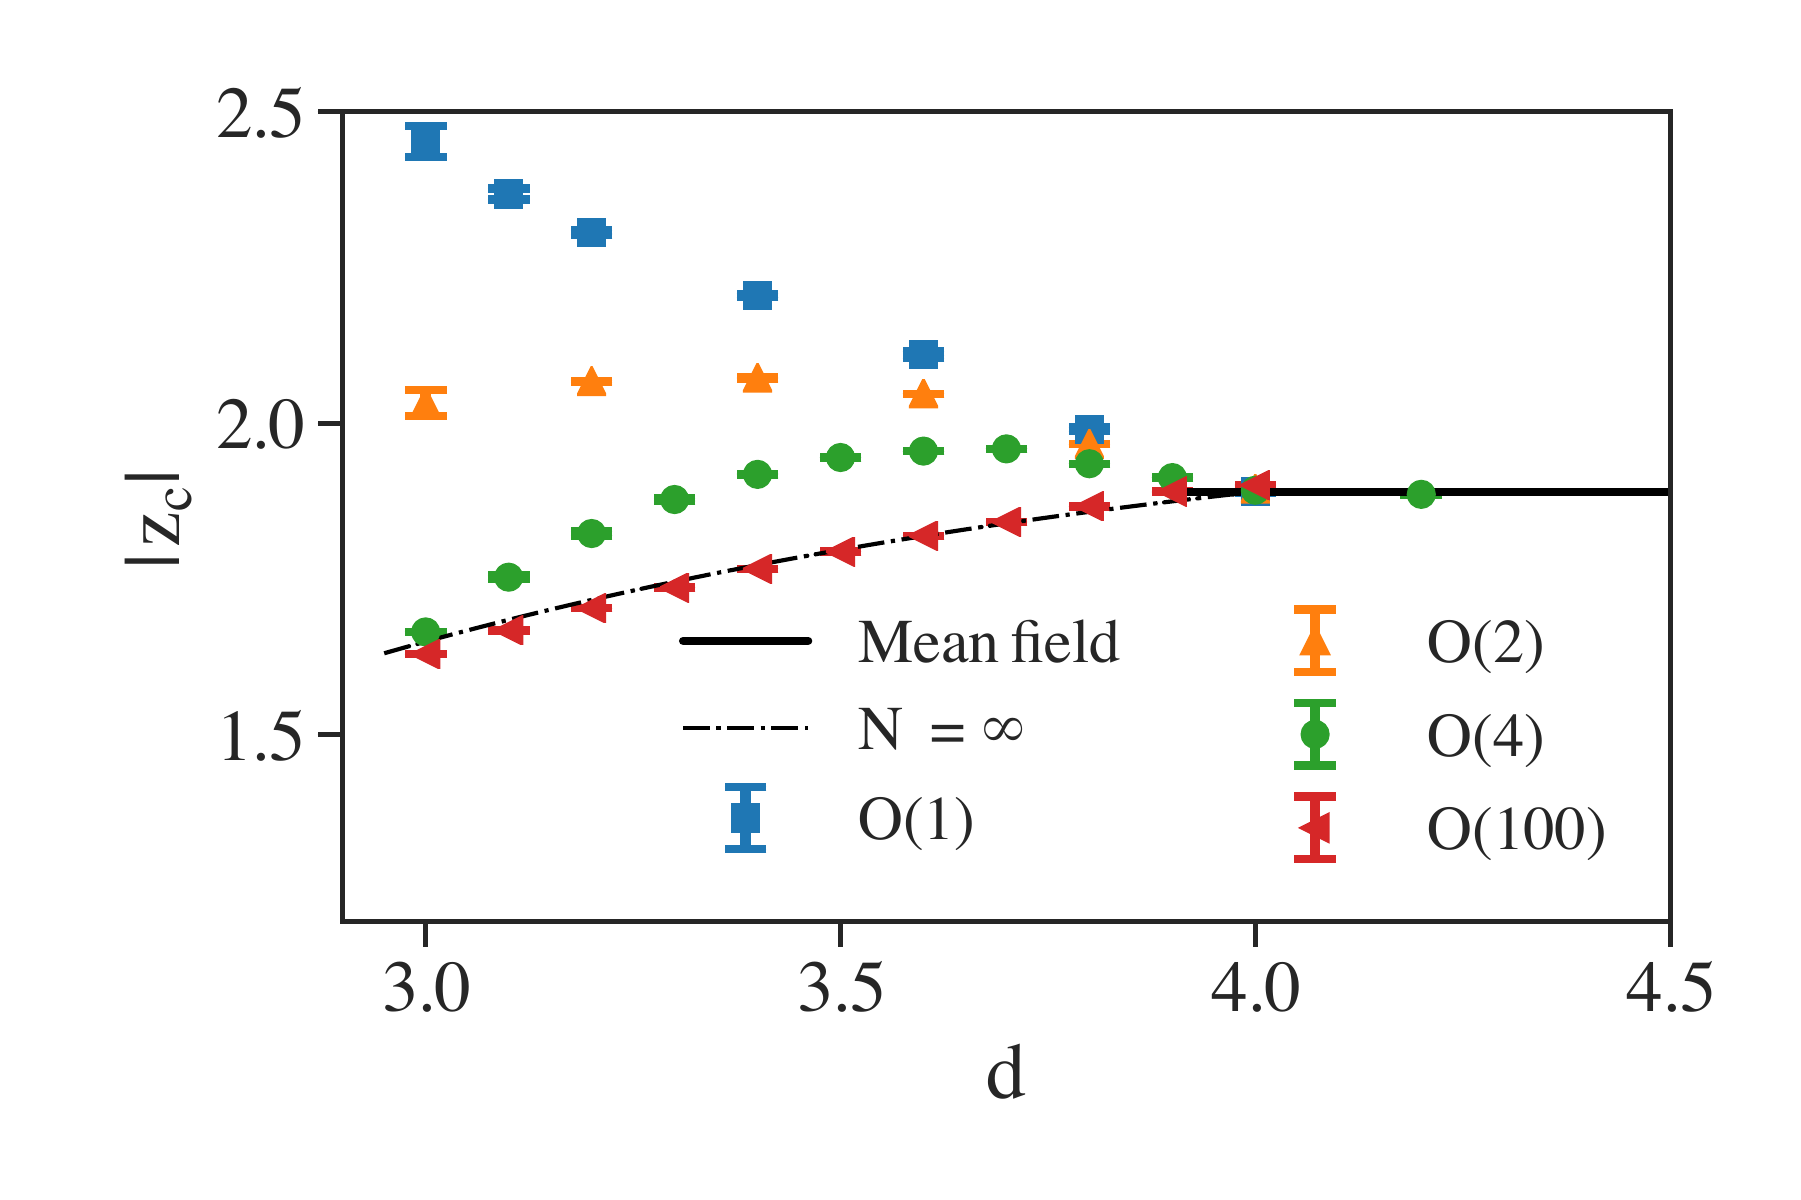 2.5
2.0
1.5
|z_c|
Mean field
N = ∞
O(1)
O(2)
O(4)
O(100)
3.0 3.5 4.0 4.5
d